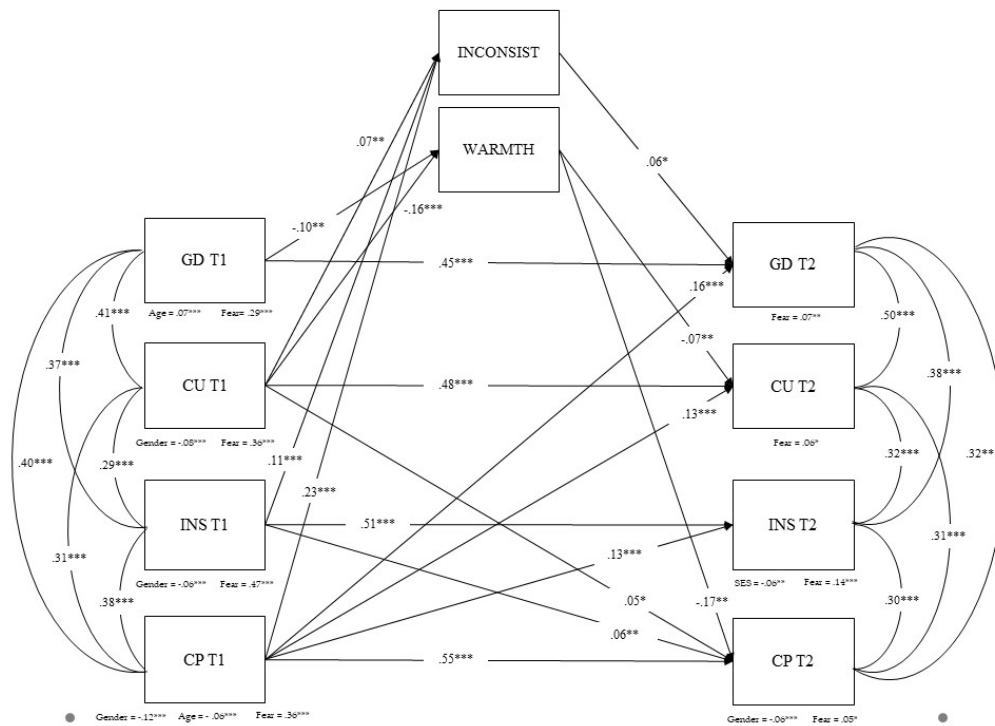 INCONSIST
WARMTH
.07**
.06*
-.16***
-.10**
GD T1
.45***
GD T2
.16***
Age = .07*** Fear= .29***
Fear = .07**
.41***
.50***
-.07**
.37***
.38***
CU T1
.48***
CU T2
.13***
Gender = -.08*** Fear = .36***
Fear = .06*
.11***
.32***
.32**
.40***
.29***
.23***
INS T1
.51***
INS T2
.31***
.13***
.31***
Gender = -.06*** Fear = .47***
SES = -.06** Fear = .14***
.38***
.05*
-.17**
.30***
.06**
CP T1
.55***
CP T2
Gender = -.12*** Age = - .06*** Fear = .36***
Gender = -.06*** Fear = .05*